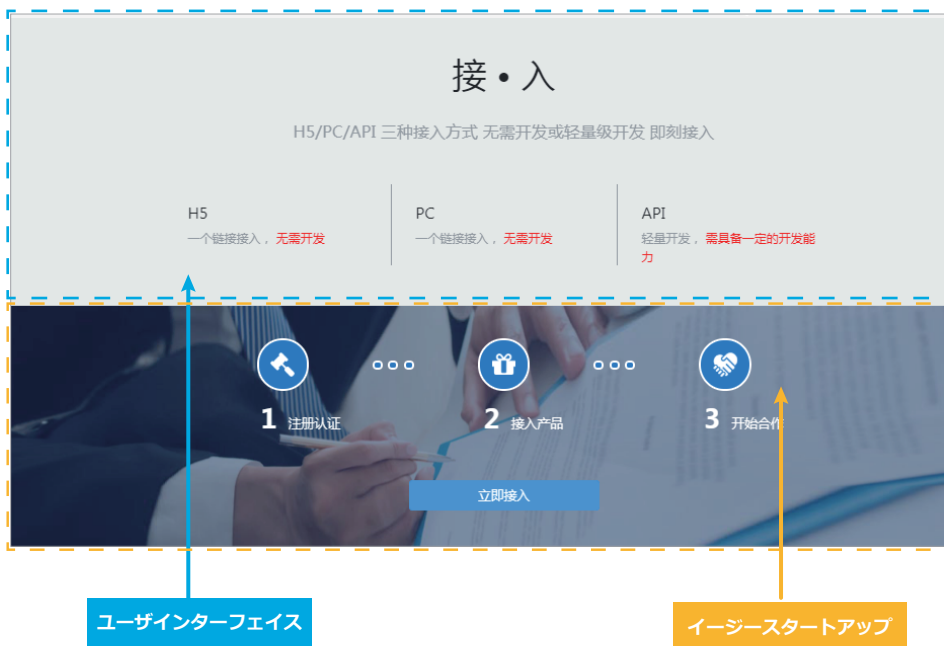 接•入
H5/PC/API 三种接入方式 无需开发或轻量级开发 即刻接入
H5
一个链接接入，无需开发
PC
一个链接接入，无需开发
API
轻量开发，需具备一定的开发能
力
1 注册认证
2 接入产品
3 开始合作
立即接入
ユーザインターフェイス
イージースタートアップ